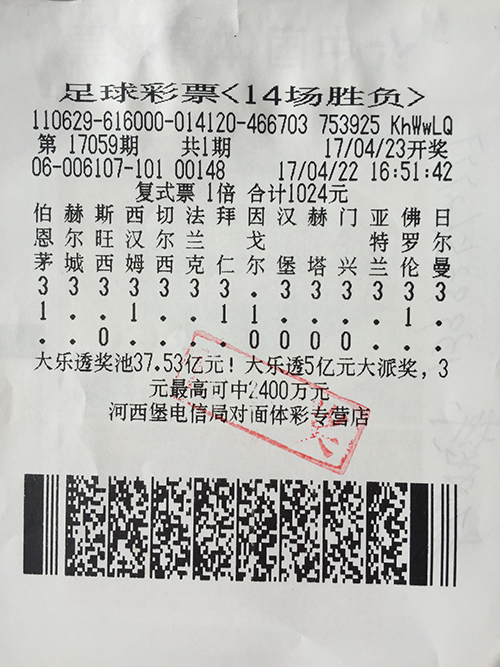 足球彩票<14场胜负>
110629-616000-014120-466703 753925 KhWwLQ
第 17059期 共1期 17/04/23开奖
06-006107-101 00148 17/04/22 16:51:42
复式票 1倍 合计1024元
伯 赫 斯 西 切 法 拜 因 汉 赫 门 亚 佛 日
恩 尔 旺 汉 尔 兰 戈 特 罗 尔
茅 城 西 姆 西 克 仁 尔 堡 塔 兴 兰 伦 曼
3 3 3 3 3 3 3 . 3 3 3 3 3 3
1 . . 1 . . 1 1 . . . . 1 .
. . 0 . . . . 0 0 0 0 . . .
大乐透奖池37.53亿元！大乐透5亿元大派奖，3
元最高可中2400万元
河西堡电信局对面体彩专营店